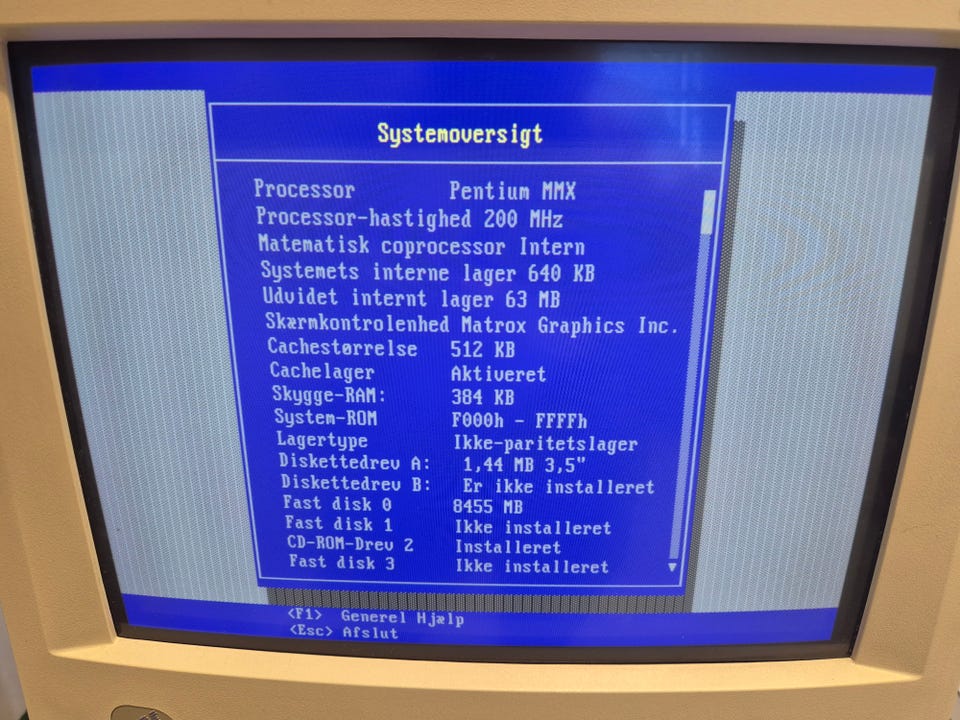 Systemoversigt
Processor Pentium MMX
Processor-hastighed 200 MHz
Matematisk coprocessor Intern
Systemets interne lager 640 KB
Udvidet internt lager 63 MB
Skærmkontrolenhed Matrox Graphics Inc.
Cachestørrelse 512 KB
Cachelager Aktiveret
Skygge-RAM: 384 KB
System-ROM F000h - FFFFh
Lagertype Ikke-paritetslager
Diskettedrev A: 1,44 MB 3,5"
Diskettedrev B: Er ikke installeret
Fast disk 0 8455 MB
Fast disk 1 Ikke installeret
CD-ROM-Drev 2 Installeret
Fast disk 3 Ikke installeret
<F1> Generel Hjælp
<Esc> Afslut